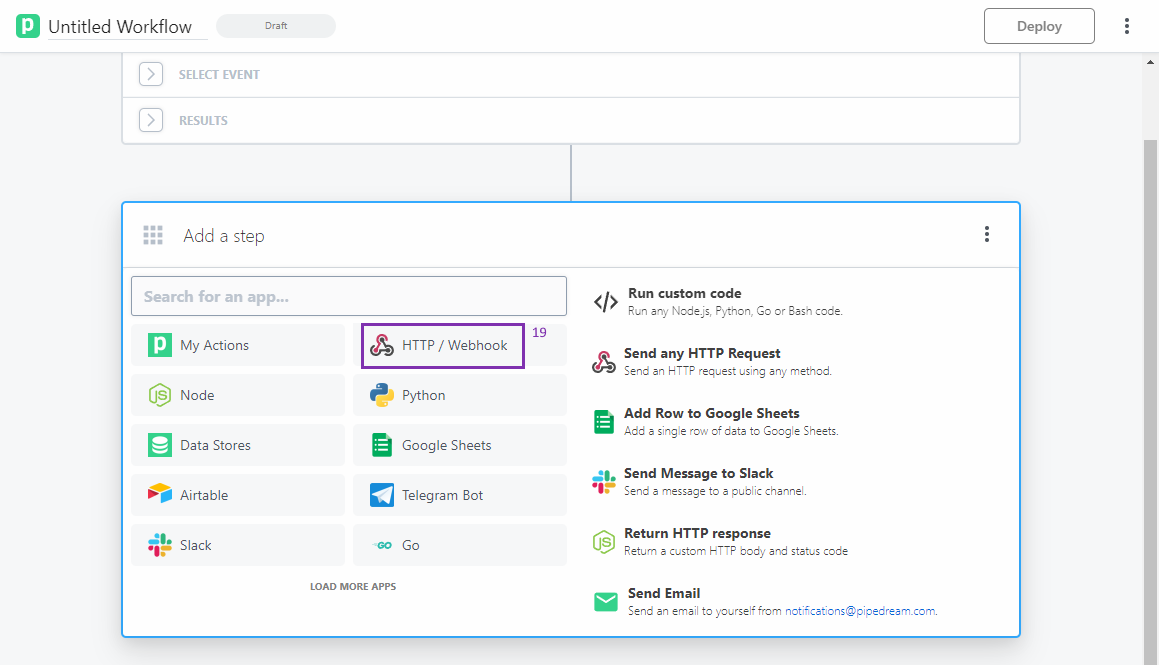 Untitled Workflow
Draft
Deploy
SELECT EVENT
RESULTS
Add a step
Search for an app...
My Actions
HTTP / Webhook
19
Node
Python
Data Stores
Google Sheets
Airtable
Telegram Bot
Slack
GO
Go
LOAD MORE APPS
Run custom code
Run any Node.js, Python, Go or Bash code.
Send any HTTP Request
Send an HTTP request using any method.
Add Row to Google Sheets
Add a single row of data to Google Sheets.
Send Message to Slack
Send a message to a public channel.
Return HTTP response
Return a custom HTTP body and status code
Send Email
Send an email to yourself from notifications@pipedream.com.